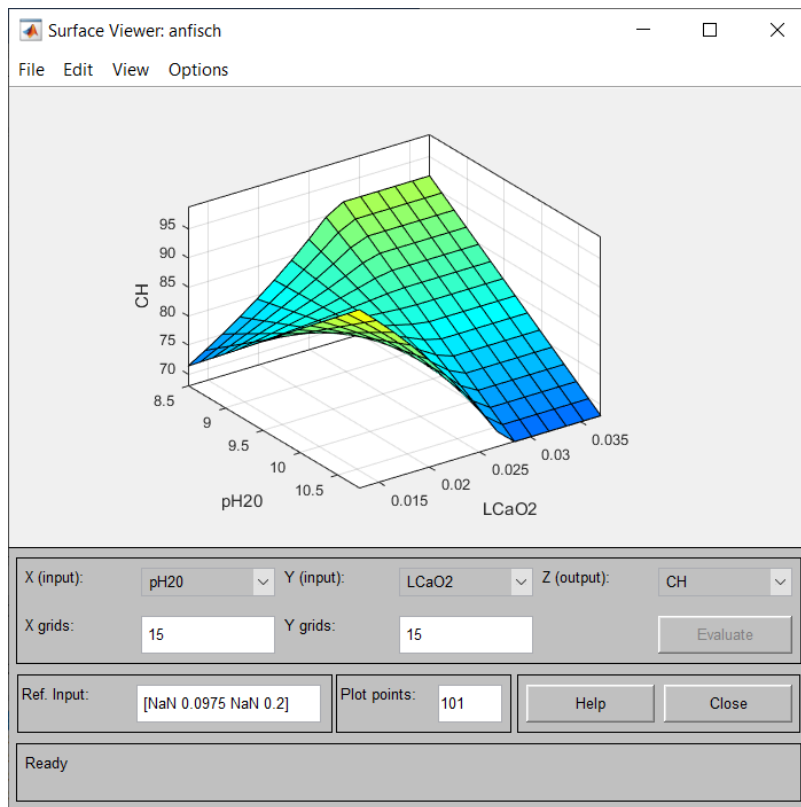 Surface Viewer: anfisch
File Edit View Options
95
90
85
80
75
70
CH
8.5
9
9.5
10
10.5
pH20
0.015
0.02
0.025
0.03
0.035
LCaO2
X (input): pH20 Y (input): LCaO2 Z (output): CH
X grids: 15 Y grids: 15 Evaluate
Ref. Input: [NaN 0.0975 NaN 0.2] Plot points: 101 Help Close
Ready